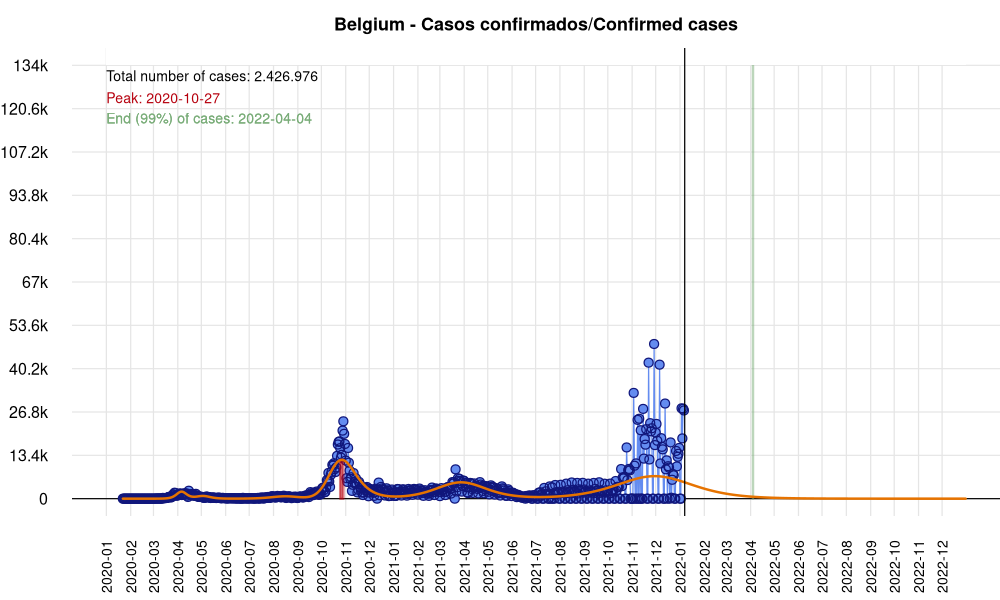 Belgium - Casos confirmados/Confirmed cases
134k
Total number of cases: 2.426.976
Peak: 2020-10-27
120.6k
End (99%) of cases: 2022-04-04
107.2k
93.8k
80.4k
67k
53.6k
40.2k
26.8k
13.4k
0
2020-01
2020-02
2020-03
2020-04
2020-05
2020-06
2020-07
2020-08
2020-09
2020-10
2020-11
2020-12
2021-01
2021-02
2021-03
2021-04
2021-05
2021-06
2021-07
2021-08
2021-09
2021-10
2021-11
2021-12
2022-01
2022-02
2022-03
2022-04
2022-05
2022-06
2022-07
2022-08
2022-09
2022-10
2022-11
2022-12